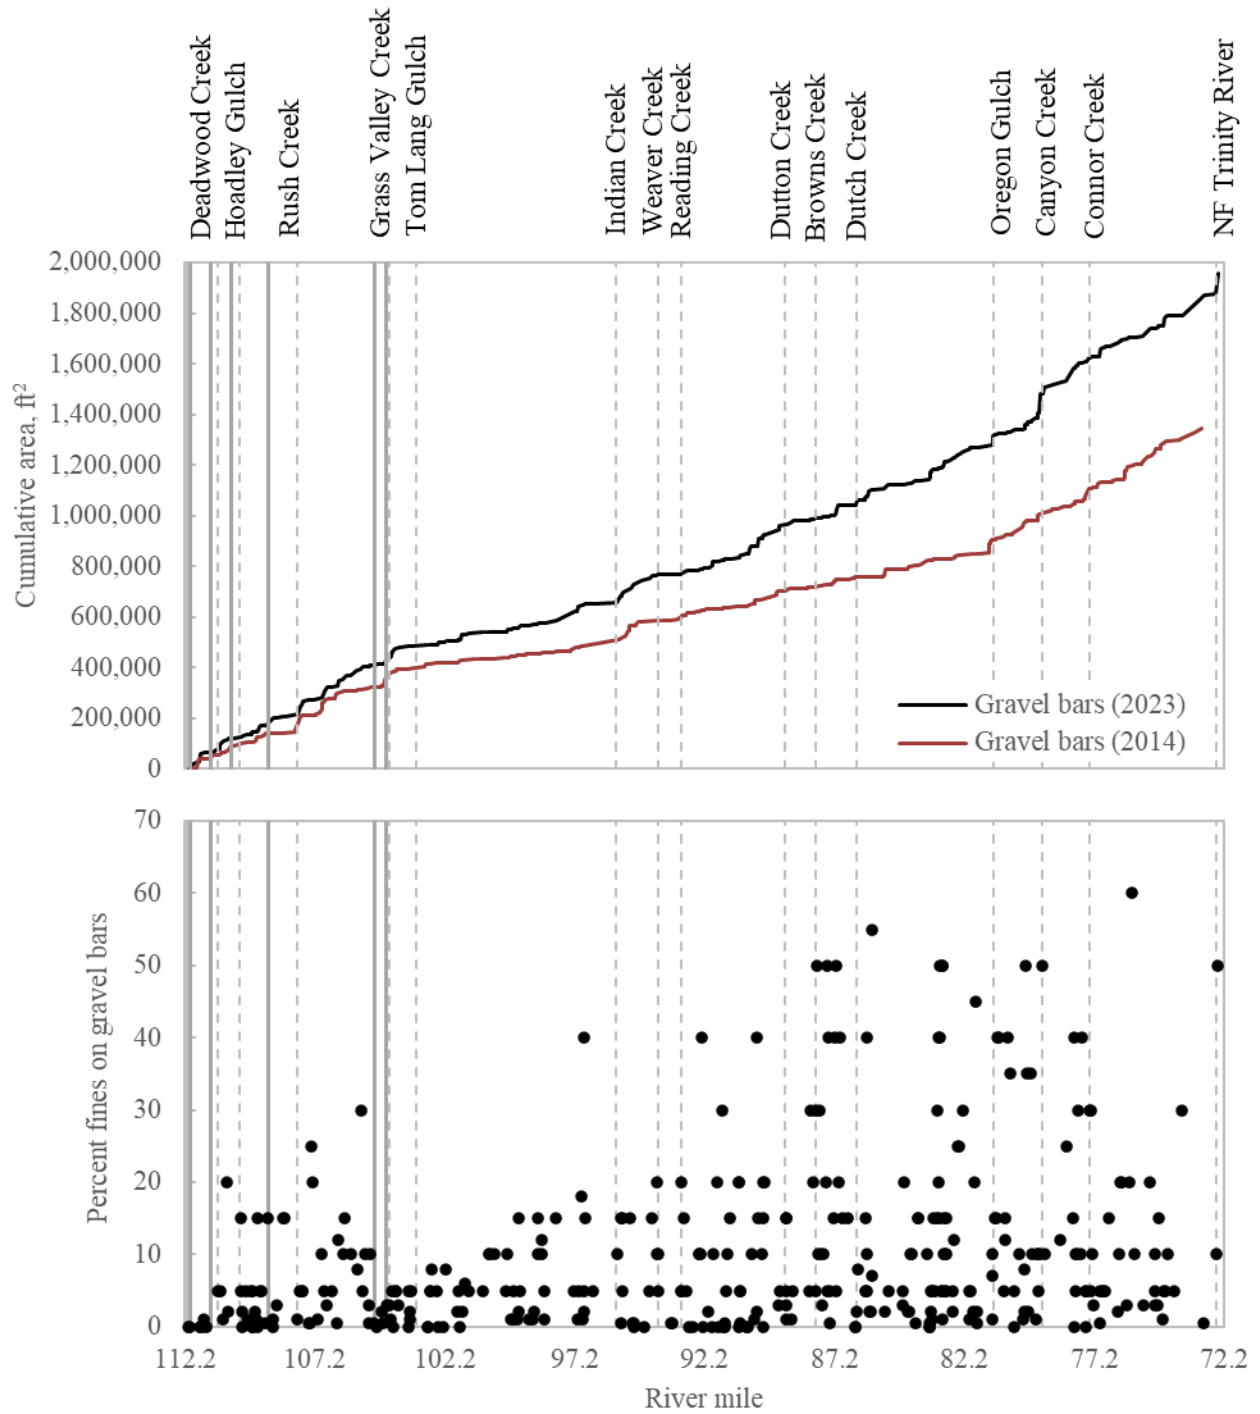 Deadwood Creek
Hoadley Gulch
Rush Creek
Grass Valley Creek
Tom Lang Gulch
Indian Creek
Weaver Creek
Reading Creek
Dutton Creek
Browns Creek
Dutch Creek
Oregon Gulch
Canyon Creek
Connor Creek
NF Trinity River
Cumulative area, ft²
2,000,000
1,800,000
1,600,000
1,400,000
1,200,000
1,000,000
800,000
600,000
400,000
200,000
0
Gravel bars (2023)
Gravel bars (2014)
Percent fines on gravel bars
70
60
50
40
30
20
10
0
112.2 107.2 102.2 97.2 92.2 87.2 82.2 77.2 72.2
River mile